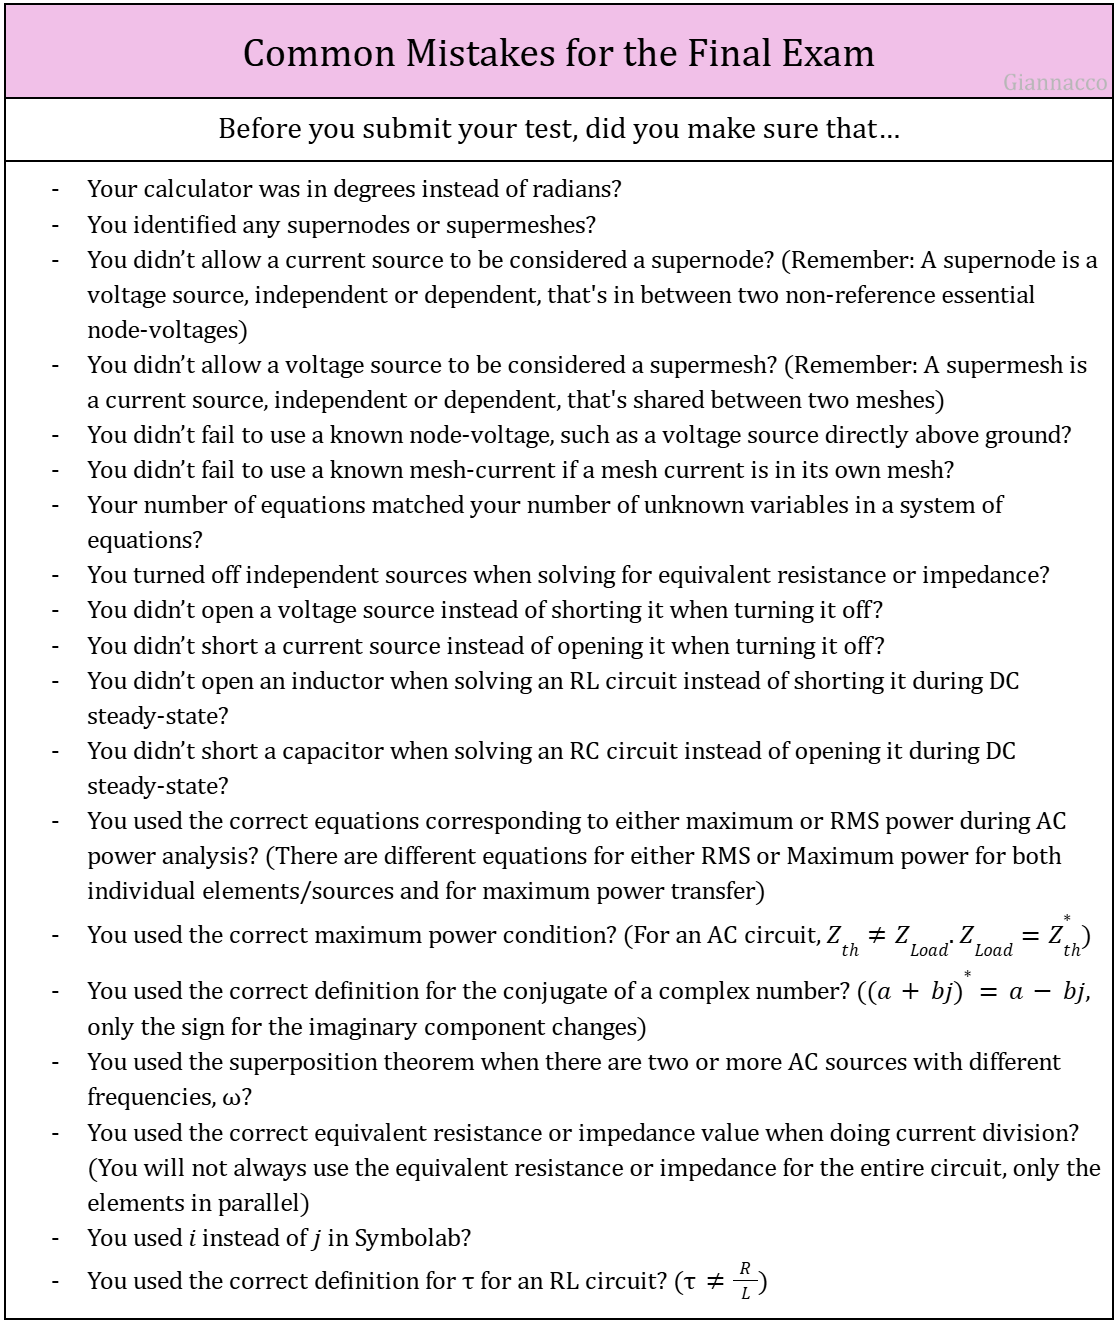 Common Mistakes for the Final Exam
Giannacco
Before you submit your test, did you make sure that…
- Your calculator was in degrees instead of radians?
- You identified any supernodes or supermeshes?
- You didn’t allow a current source to be considered a supernode? (Remember: A supernode is a
voltage source, independent or dependent, that's in between two non-reference essential
node-voltages)
- You didn’t allow a voltage source to be considered a supermesh? (Remember: A supermesh is
a current source, independent or dependent, that's shared between two meshes)
- You didn’t fail to use a known node-voltage, such as a voltage source directly above ground?
- You didn’t fail to use a known mesh-current if a mesh current is in its own mesh?
- Your number of equations matched your number of unknown variables in a system of
equations?
- You turned off independent sources when solving for equivalent resistance or impedance?
- You didn’t open a voltage source instead of shorting it when turning it off?
- You didn’t short a current source instead of opening it when turning it off?
- You didn’t open an inductor when solving an RL circuit instead of shorting it during DC
steady-state?
- You didn’t short a capacitor when solving an RC circuit instead of opening it during DC
steady-state?
- You used the correct equations corresponding to either maximum or RMS power during AC
power analysis? (There are different equations for either RMS or Maximum power for both
individual elements/sources and for maximum power transfer)
- You used the correct maximum power condition? (For an AC circuit, Z_th ≠ Z_Load. Z_Load = Z_th^*)
- You used the correct definition for the conjugate of a complex number? ((a + bj)^* = a − bj,
only the sign for the imaginary component changes)
- You used the superposition theorem when there are two or more AC sources with different
frequencies, ω?
- You used the correct equivalent resistance or impedance value when doing current division?
(You will not always use the equivalent resistance or impedance for the entire circuit, only the
elements in parallel)
- You used i instead of j in Symbolab?
- You used the correct definition for τ for an RL circuit? (τ ≠ R/L)